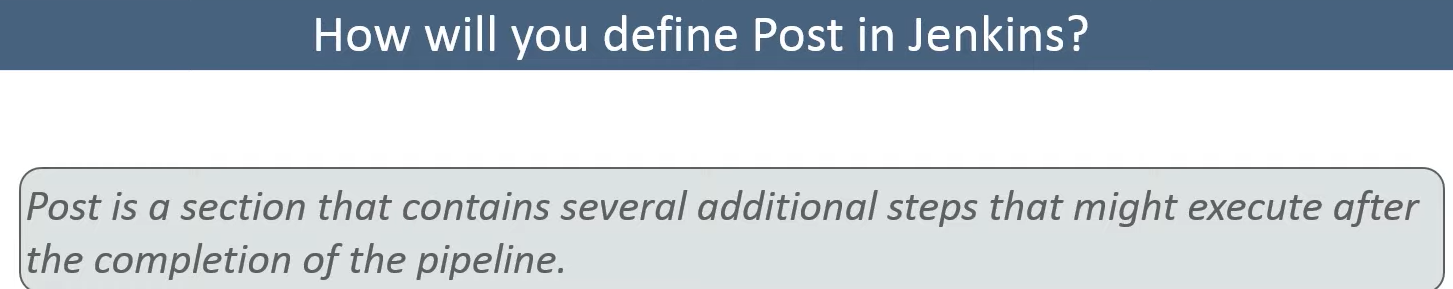 How will you define Post in Jenkins?
Post is a section that contains several additional steps that might execute after
the completion of the pipeline.